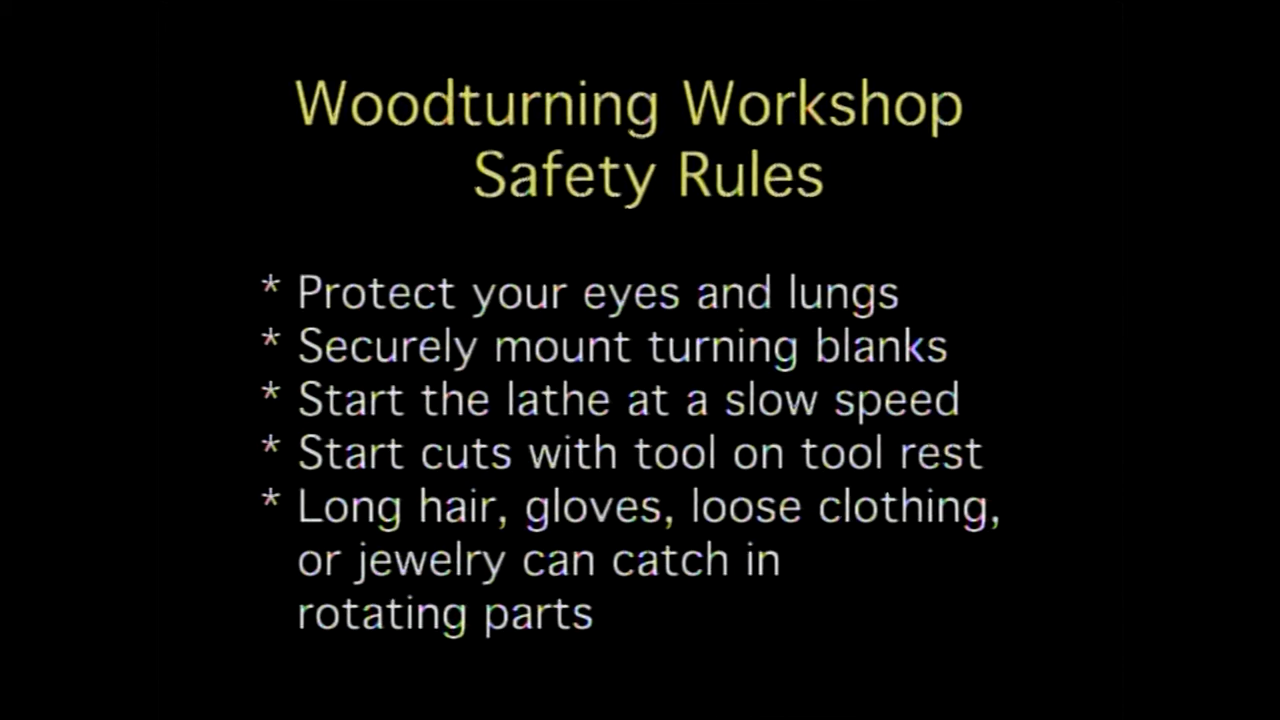 Woodturning Workshop
Safety Rules
* Protect your eyes and lungs
* Securely mount turning blanks
* Start the lathe at a slow speed
* Start cuts with tool on tool rest
* Long hair, gloves, loose clothing,
or jewelry can catch in
rotating parts